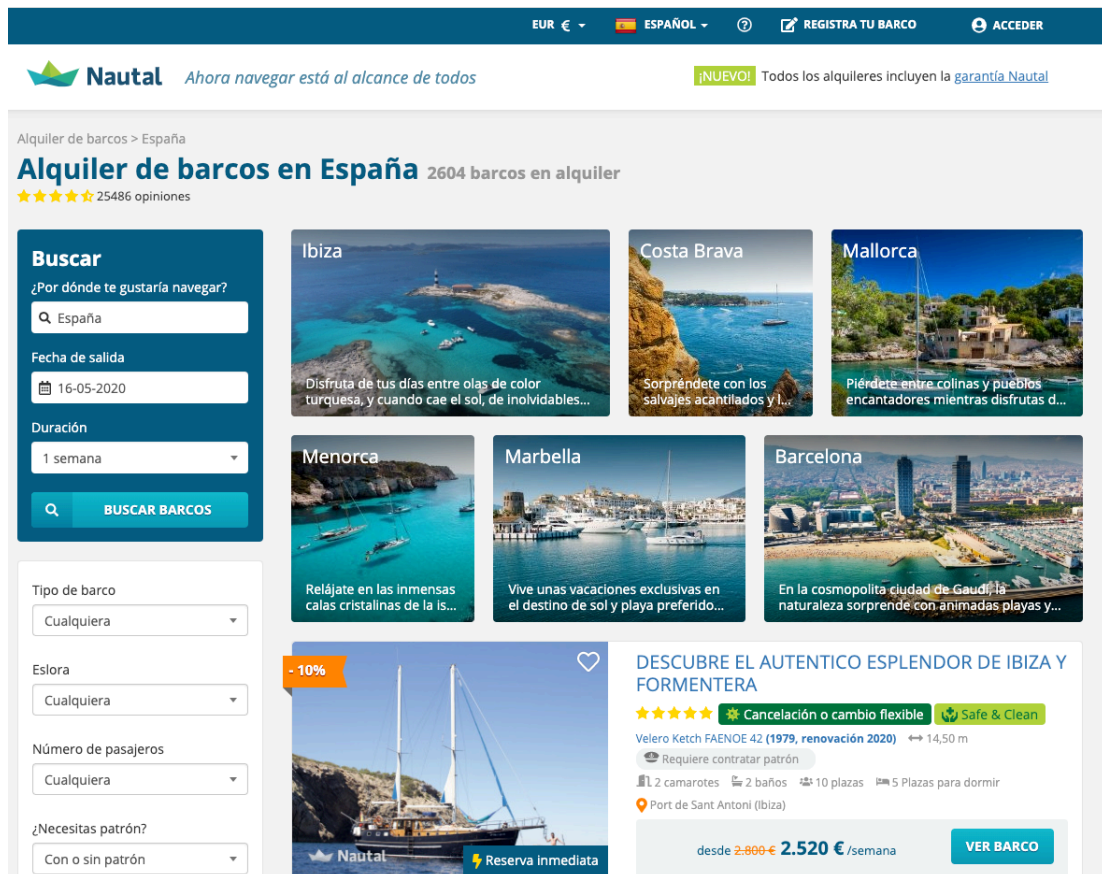 EUR € ESPAÑOL REGISTRA TU BARCO ACCEDER
Nautal Ahora navegar está al alcance de todos
¡NUEVO! Todos los alquileres incluyen la garantía Nautal
Alquiler de barcos > España
Alquiler de barcos en España 2604 barcos en alquiler
25486 opiniones
Buscar
¿Por dónde te gustaría navegar?
España
Fecha de salida
16-05-2020
Duración
1 semana
BUSCAR BARCOS
Tipo de barco
Cualquiera
Eslora
Cualquiera
Número de pasajeros
Cualquiera
¿Necesitas patrón?
Con o sin patrón
Ibiza
Disfruta de tus días entre olas de color
turquesa, y cuando cae el sol, de inolvidables...
Costa Brava
Sorpréndete con los
salvajes acantilados y l...
Mallorca
Piérdete entre colinas y pueblos
encantadores mientras disfrutas d...
Menorca
Relájate en las inmensas
calas cristalinas de la is...
Marbella
Vive unas vacaciones exclusivas en
el destino de sol y playa preferido...
Barcelona
En la cosmopolita ciudad de Gaudí, la
naturaleza sorprende con animadas playas y...
- 10%
Nautal
Reserva inmediata
DESCUBRE EL AUTENTICO ESPLENDOR DE IBIZA Y
FORMENTERA
Cancelación o cambio flexible Safe & Clean
Velero Ketch FAENOE 42 (1979, renovación 2020) 14,50 m
Requiere contratar patrón
2 camarotes 2 baños 10 plazas 5 Plazas para dormir
Port de Sant Antoni (Ibiza)
desde 2.800 € 2.520 € /semana
VER BARCO